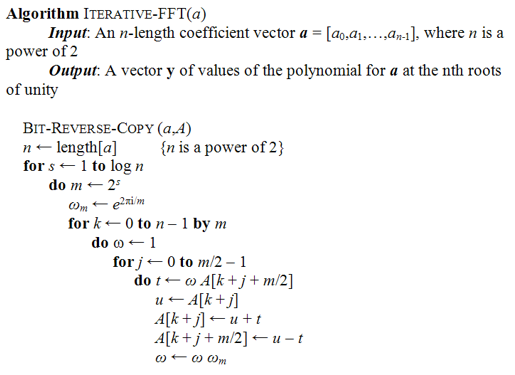 Algorithm ITERATIVE-FFT(a)
Input: An n-length coefficient vector a = [a₀,a₁,…,aₙ₋₁], where n is a
power of 2
Output: A vector y of values of the polynomial for a at the nth roots
of unity
BIT-REVERSE-COPY (a,A)
n ← length[a] {n is a power of 2}
for s ← 1 to log n
do m ← 2ˢ
ωₘ ← e²πi/m
for k ← 0 to n – 1 by m
do ω ← 1
for j ← 0 to m/2 – 1
do t ← ω A[k + j + m/2]
u ← A[k + j]
A[k + j] ← u + t
A[k + j + m/2] ← u – t
ω ← ω ωₘ